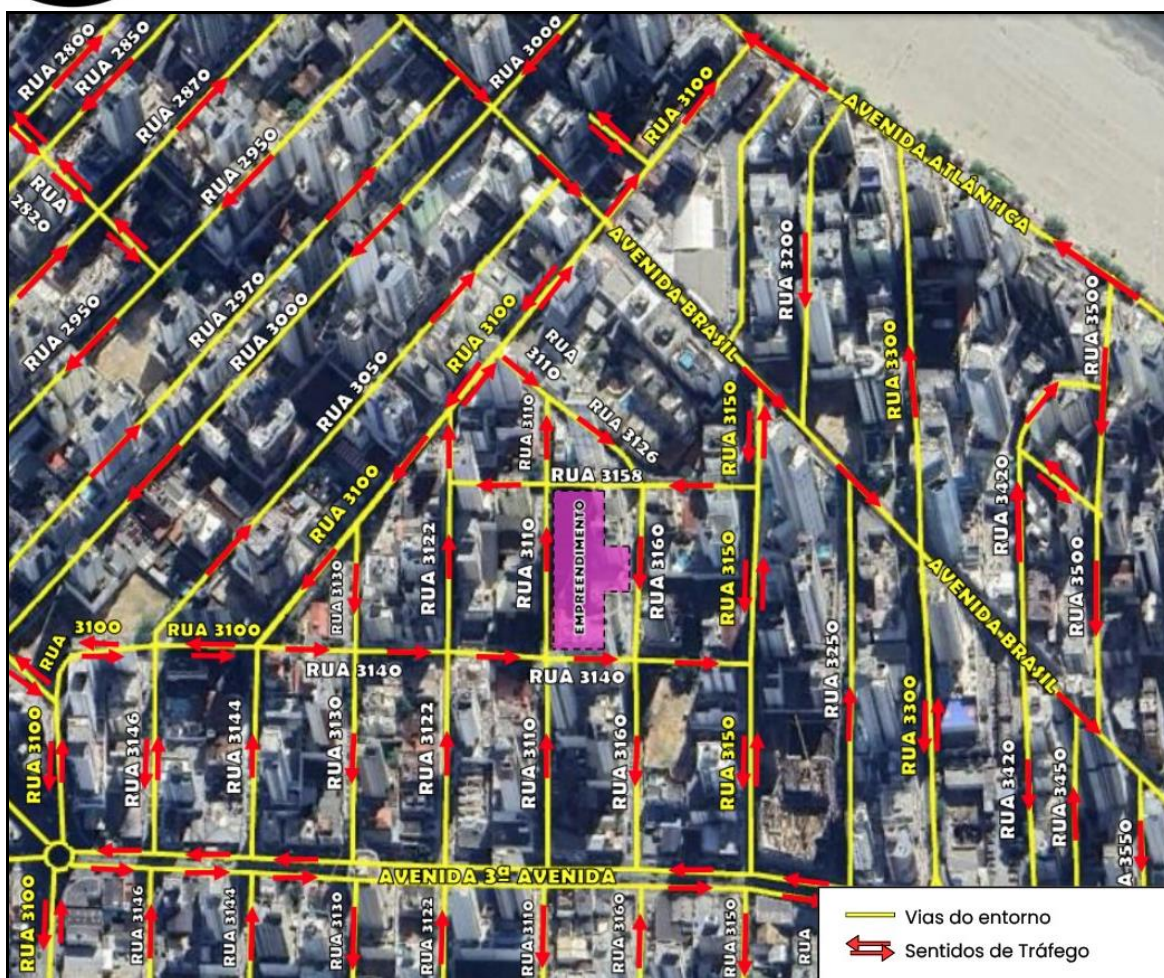 RUA 2800
RUA 2850
RUA 2870
RUA 2950
RUA 3000
RUA 3100
AVENIDA ATLÂNTICA
RUA
2820
RUA 3200
AVENIDA BRASIL
RUA 2950
RUA 2970
RUA 3000
RUA 3100
RUA 3500
RUA 3300
RUA
3110
RUA 3050
RUA 3126
RUA 3110
RUA 3150
RUA 3158
RUA 3100
RUA 3420
RUA 3122
RUA 3110
EMPREENDIMENTO
RUA 3160
RUA 3150
RUA 3130
RUA 3500
AVENIDA BRASIL
RUA
3100
RUA 3100
RUA 3140
RUA 3140
RUA 3250
RUA 3300
RUA 3100
RUA 3146
RUA 3144
RUA 3130
RUA 3122
RUA 3110
RUA 3160
RUA 3150
RUA 3420
RUA 3450
A 3550
AVENIDA 3ª AVENIDA
RUA 3100
RUA 3146
RUA 3144
RUA 3130
RUA 3122
RUA 3110
RUA 3160
RUA 3150
RUA
Vias do entorno
Sentidos de Tráfego